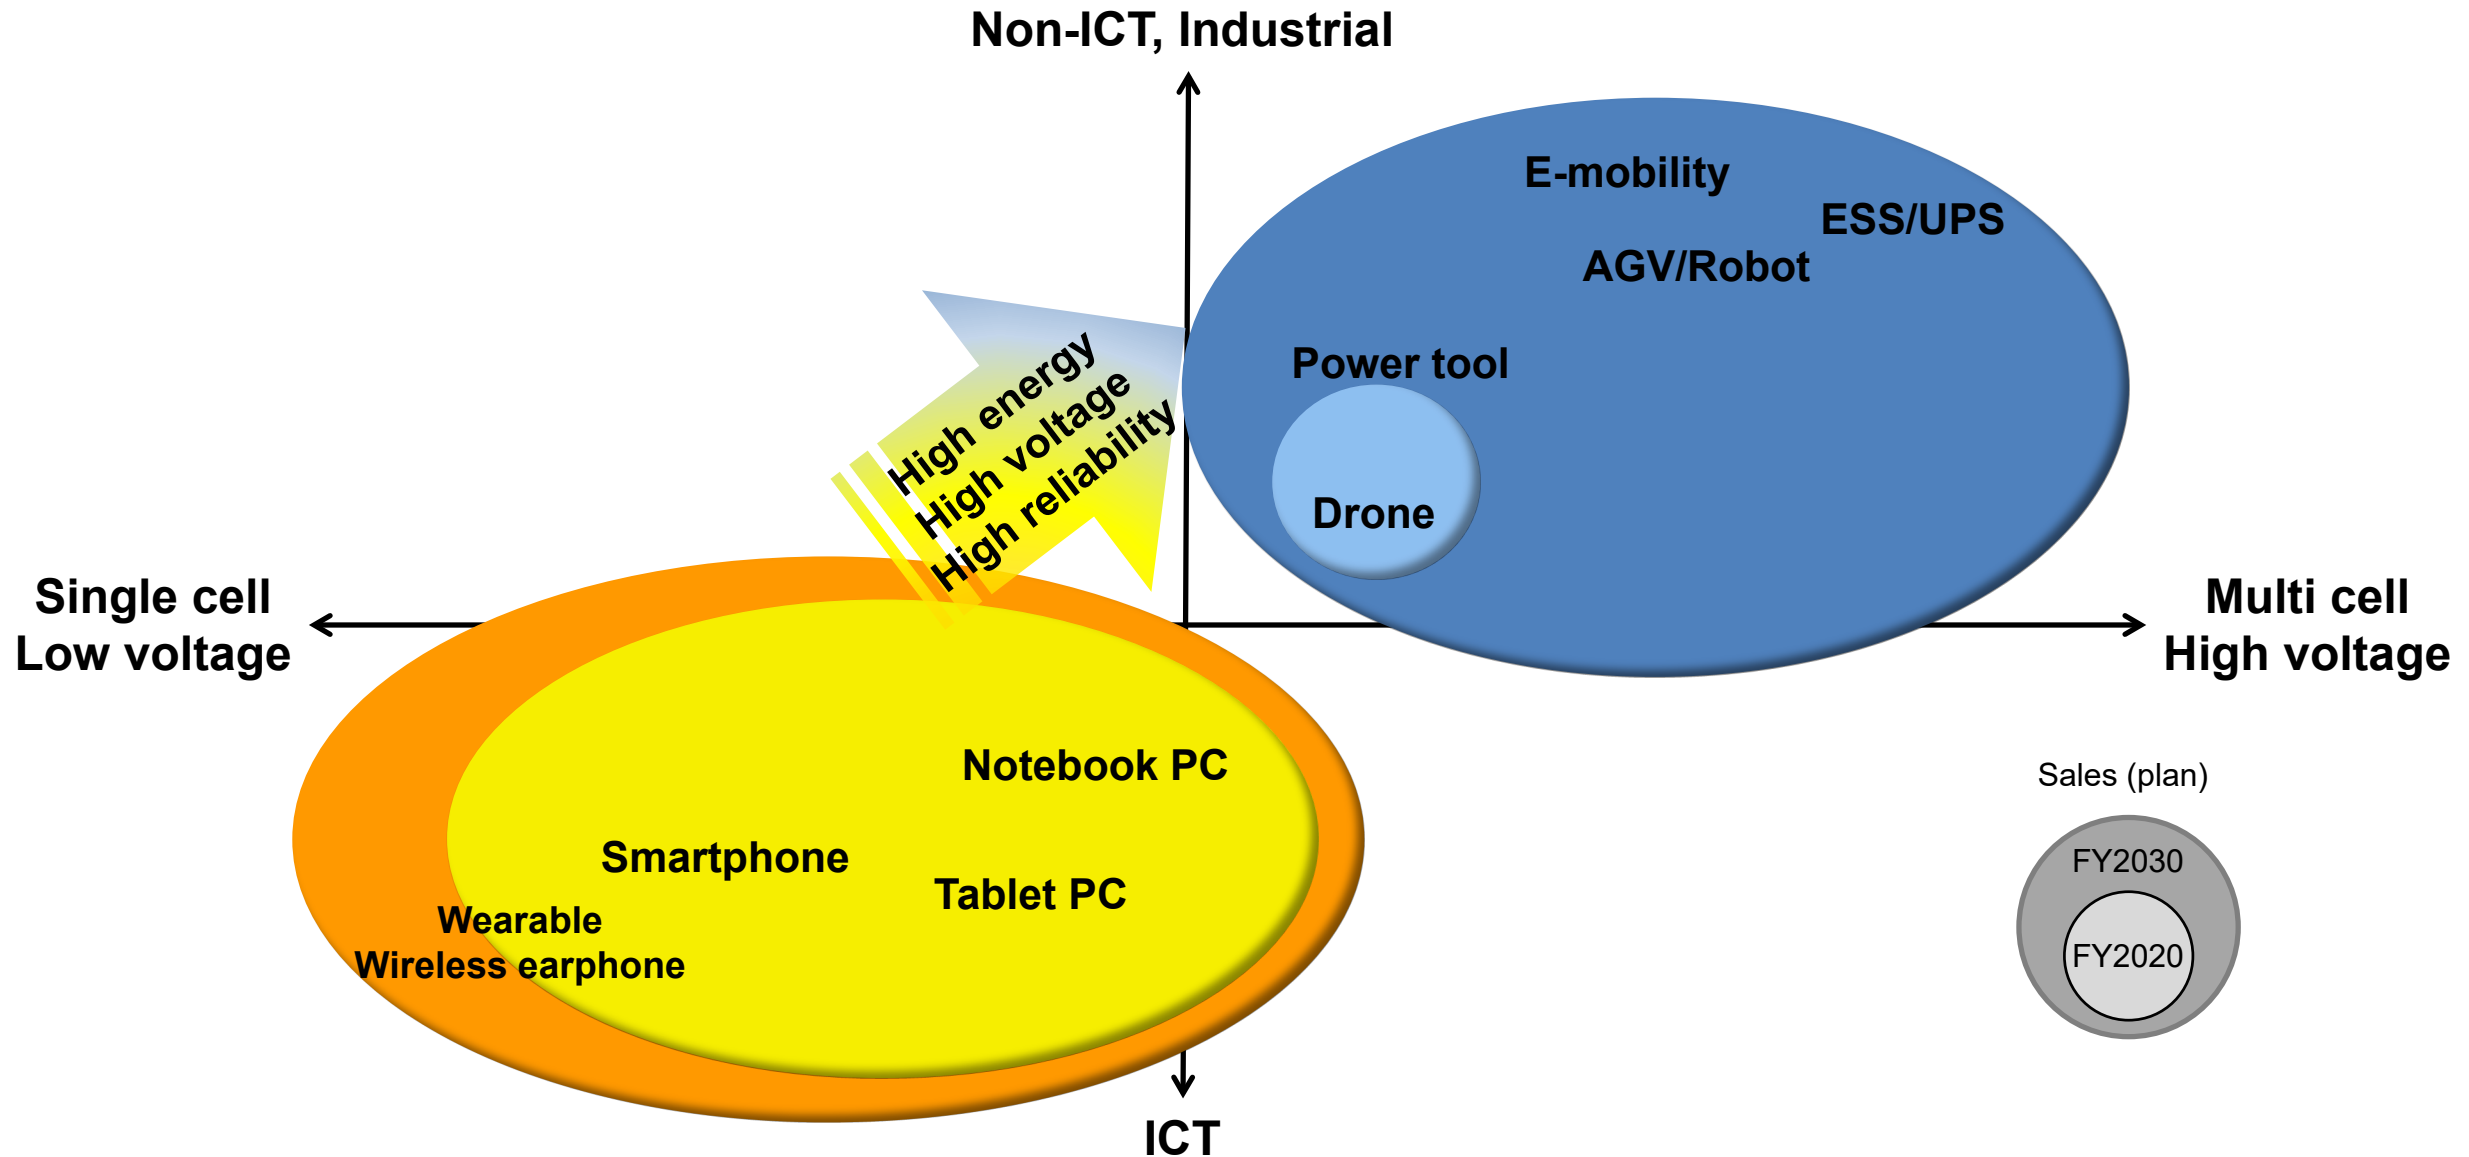 Non-ICT, Industrial
E-mobility
ESS/UPS
AGV/Robot
Power tool
Drone
High energy
High voltage
High reliability
Single cell
Low voltage
Multi cell
High voltage
Notebook PC
Smartphone
Tablet PC
Wearable
Wireless earphone
Sales (plan)
FY2030
FY2020
ICT